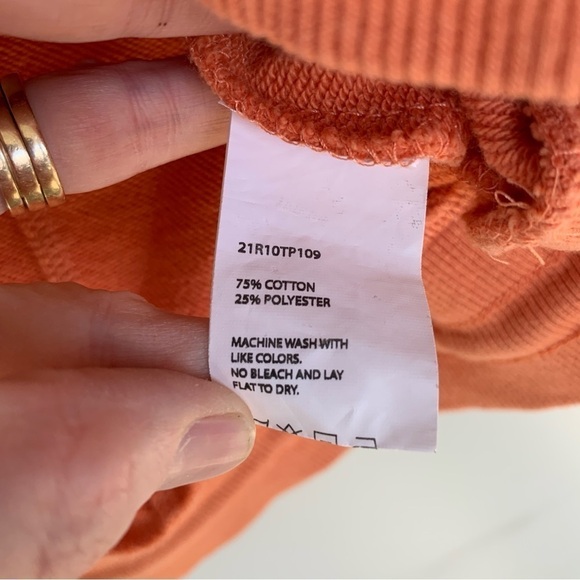 21R10TP109
75% COTTON
25% POLYESTER
MACHINE WASH WITH
LIKE COLORS.
NO BLEACH AND LAY
FLAT TO DRY.